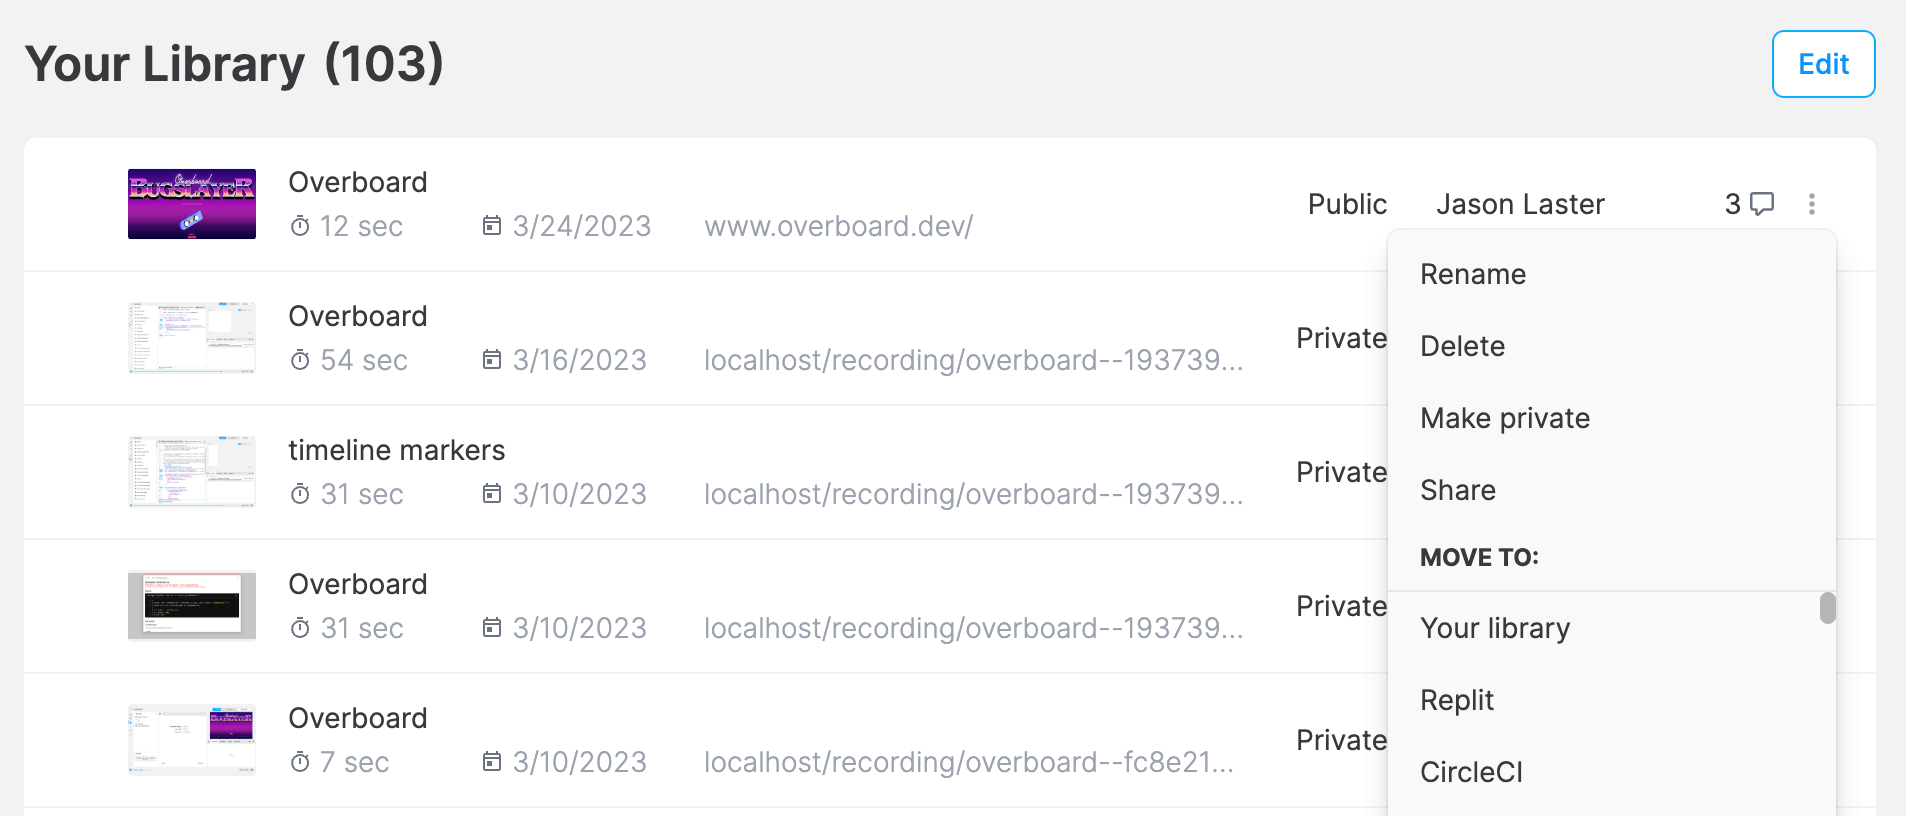 Your Library (103)
Edit
Overboard
BUGSLAYER
Overboard
12 sec
3/24/2023
www.overboard.dev/
Public
Jason Laster
3
Overboard
54 sec
3/16/2023
localhost/recording/overboard--193739...
Private
timeline markers
31 sec
3/10/2023
localhost/recording/overboard--193739...
Private
Overboard
31 sec
3/10/2023
localhost/recording/overboard--193739...
Private
Overboard
7 sec
3/10/2023
localhost/recording/overboard--fc8e21...
Private
Rename
Delete
Make private
Share
MOVE TO:
Your library
Replit
CircleCI